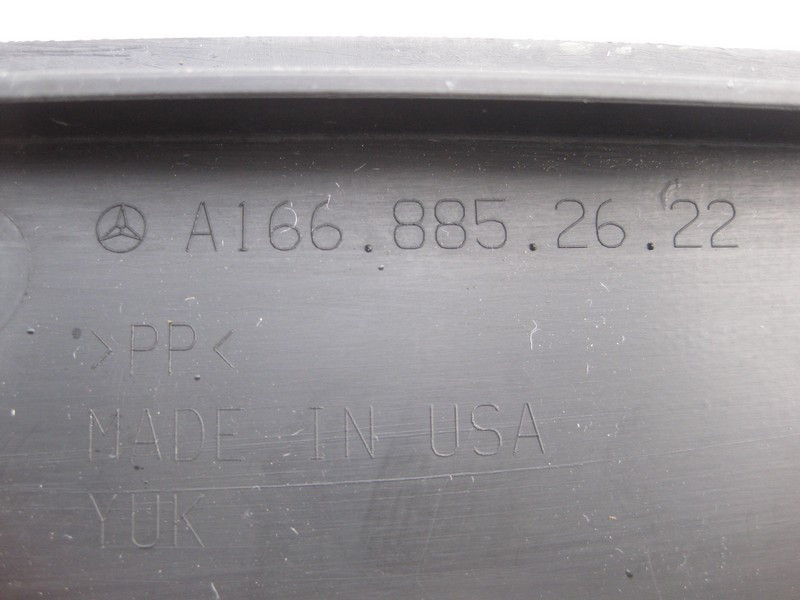 A166.885.26.22
>PP<
MADE IN USA
YUK